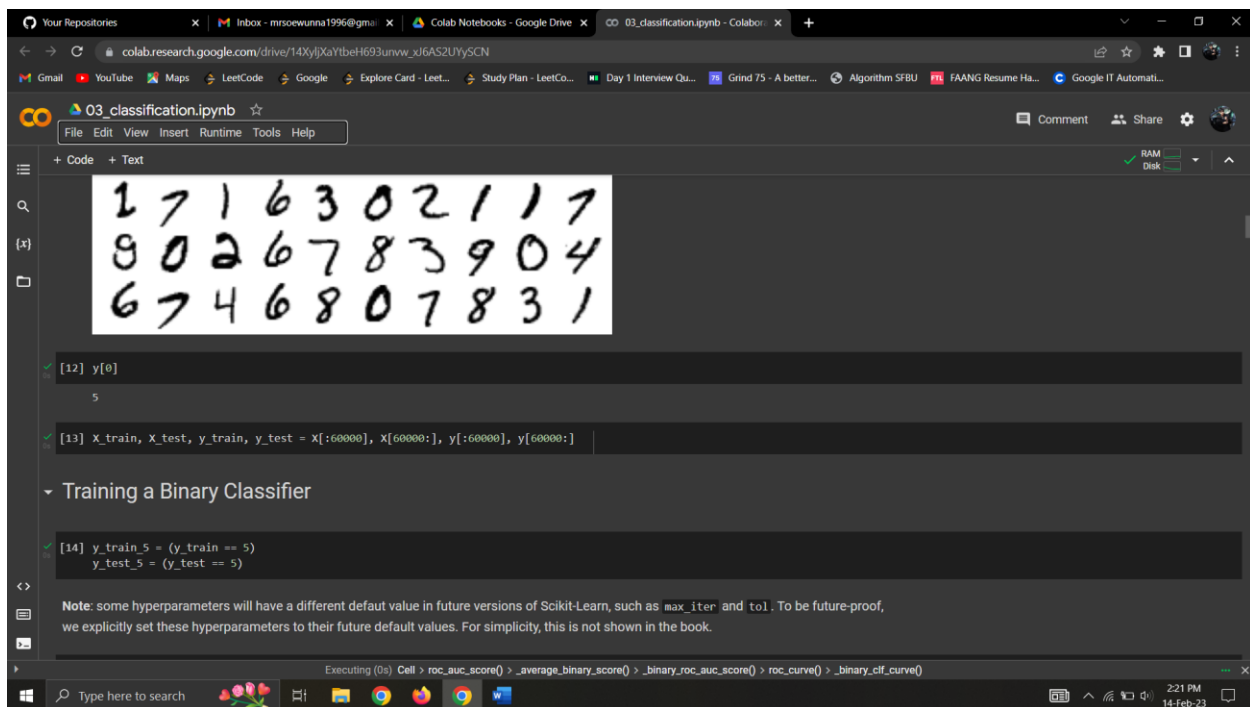 Your Repositories
Inbox - mrsoewunna1996@gmai
Colab Notebooks - Google Drive
03_classification.ipynb - Colabora
colab.research.google.com/drive/14XyljXaYtbeH693unvw_xJ6AS2UYySCN
Gmail YouTube Maps LeetCode Google Explore Card - Leet... Study Plan - LeetCo... Day 1 Interview Qu... Grind 75 - A better... Algorithm SFBU FAANG Resume Ha... Google IT Automati...
03_classification.ipynb
Comment Share
File Edit View Insert Runtime Tools Help
+ Code + Text
RAM
Disk
1 7 1 6 3 0 2 1 1 7
8 0 2 6 7 8 3 9 0 4
6 7 4 6 8 0 7 8 3 1
[12] y[0]
5
[13] X_train, X_test, y_train, y_test = X[:60000], X[60000:], y[:60000], y[60000:]
Training a Binary Classifier
[14] y_train_5 = (y_train == 5)
y_test_5 = (y_test == 5)
Note: some hyperparameters will have a different defaut value in future versions of Scikit-Learn, such as max_iter and tol. To be future-proof,
we explicitly set these hyperparameters to their future default values. For simplicity, this is not shown in the book.
Executing (0s) Cell > roc_auc_score() > _average_binary_score() > _binary_roc_auc_score() > roc_curve() > _binary_clf_curve()
Type here to search
2:21 PM
14-Feb-23